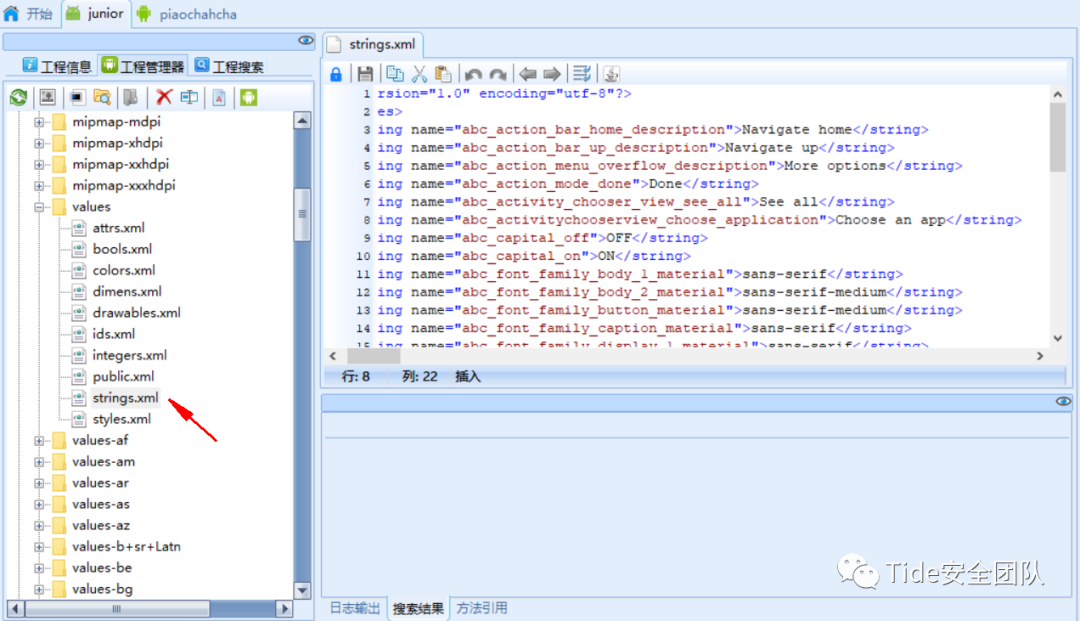 开始 junior piaochahcha
工程信息 工程管理器 工程搜索
mipmap-mdpi
mipmap-xhdpi
mipmap-xxhdpi
mipmap-xxxhdpi
values
attrs.xml
bools.xml
colors.xml
dimens.xml
drawables.xml
ids.xml
integers.xml
public.xml
strings.xml
styles.xml
values-af
values-am
values-ar
values-as
values-az
values-b+sr+Latn
values-be
values-bg
strings.xml
1 rsion="1.0" encoding="utf-8"?>
2 es>
3 ing name="abc_action_bar_home_description">Navigate home</string>
4 ing name="abc_action_bar_up_description">Navigate up</string>
5 ing name="abc_action_menu_overflow_description">More options</string>
6 ing name="abc_action_mode_done">Done</string>
7 ing name="abc_activity_chooser_view_see_all">See all</string>
8 ing name="abc_activitychooserview_choose_application">Choose an app</string>
9 ing name="abc_capital_off">OFF</string>
10 ing name="abc_capital_on">ON</string>
11 ing name="abc_font_family_body_1_material">sans-serif</string>
12 ing name="abc_font_family_body_2_material">sans-serif-medium</string>
13 ing name="abc_font_family_button_material">sans-serif-medium</string>
14 ing name="abc_font_family_caption_material">sans-serif</string>
15 ing name="abc_font_family_display_1_material">sans-serif</string>
行: 8 列: 22 插入
日志输出 搜索结果 方法引用
Tide安全团队